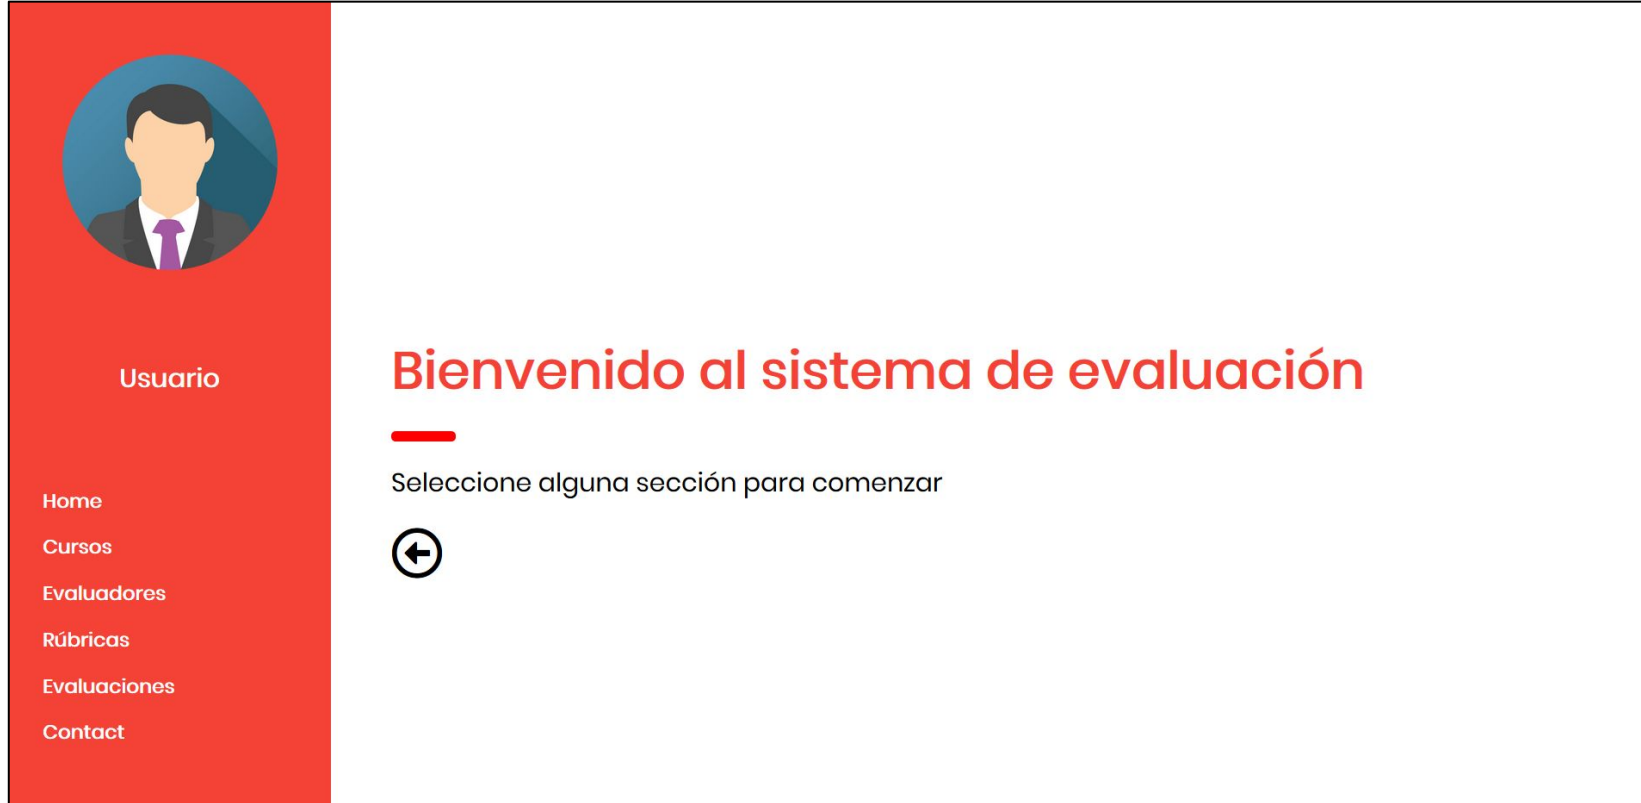 Usuario
Home
Cursos
Evaluadores
Rúbricas
Evaluaciones
Contact
Bienvenido al sistema de evaluación
Seleccione alguna sección para comenzar